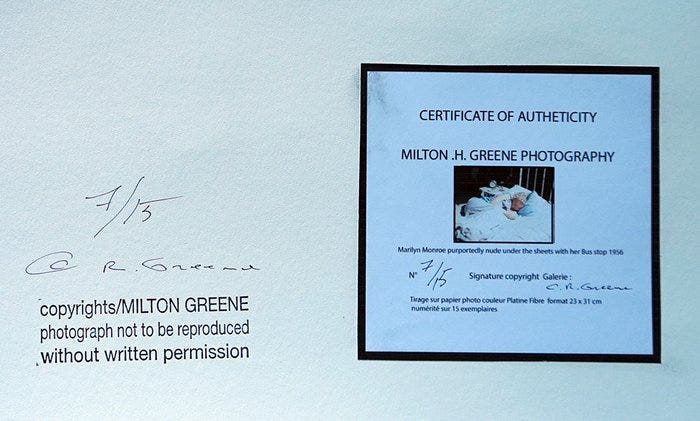 7/15
C R. Greene
copyrights/MILTON GREENE
photograph not to be reproduced
without written permission
CERTIFICATE OF AUTHETICITY
MILTON .H. GREENE PHOTOGRAPHY
Marilyn Monroe purportedly nude under the sheets with her Bus stop 1956
N° 7/15 Signature copyright Galerie : C. R. Greene
Tirage sur papier photo couleur Platine Fibre format 23 x 31 cm
numérité sur 15 exemplaires